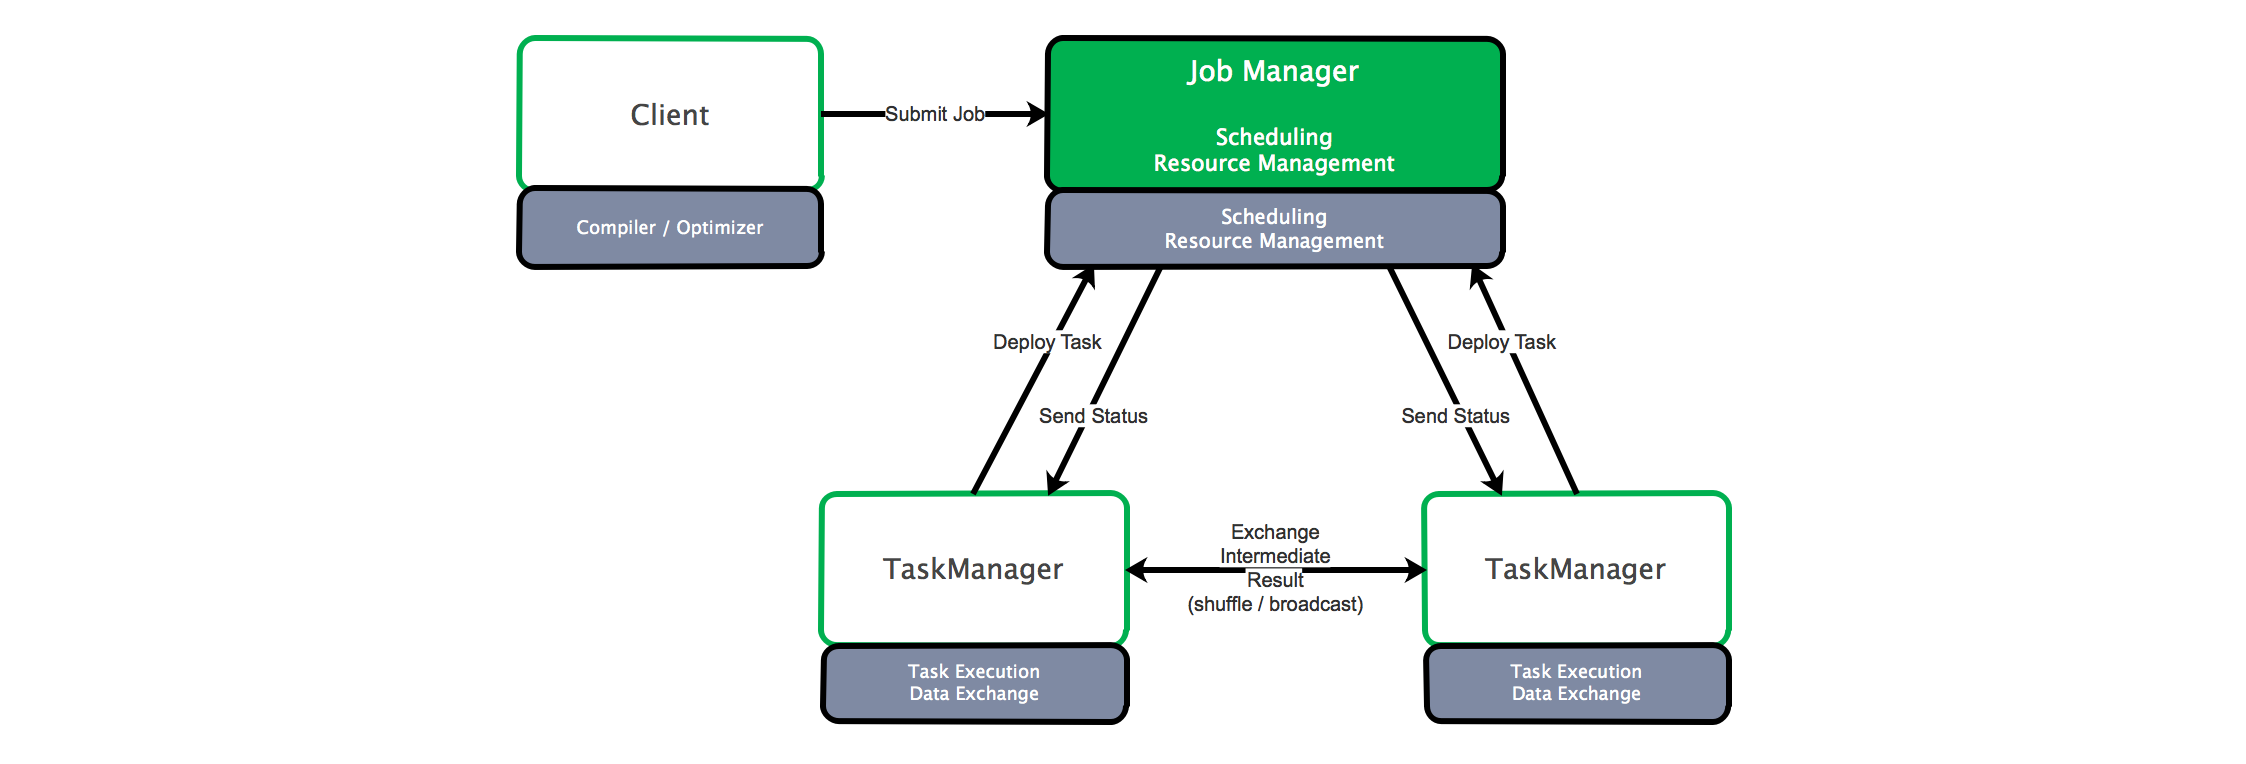 Client
Submit Job
Job Manager
Scheduling
Resource Management
Compiler / Optimizer
Scheduling
Resource Management
Deploy Task
Deploy Task
Send Status
Send Status
TaskManager
Exchange
Intermediate
Result
(shuffle / broadcast)
TaskManager
Task Execution
Data Exchange
Task Execution
Data Exchange